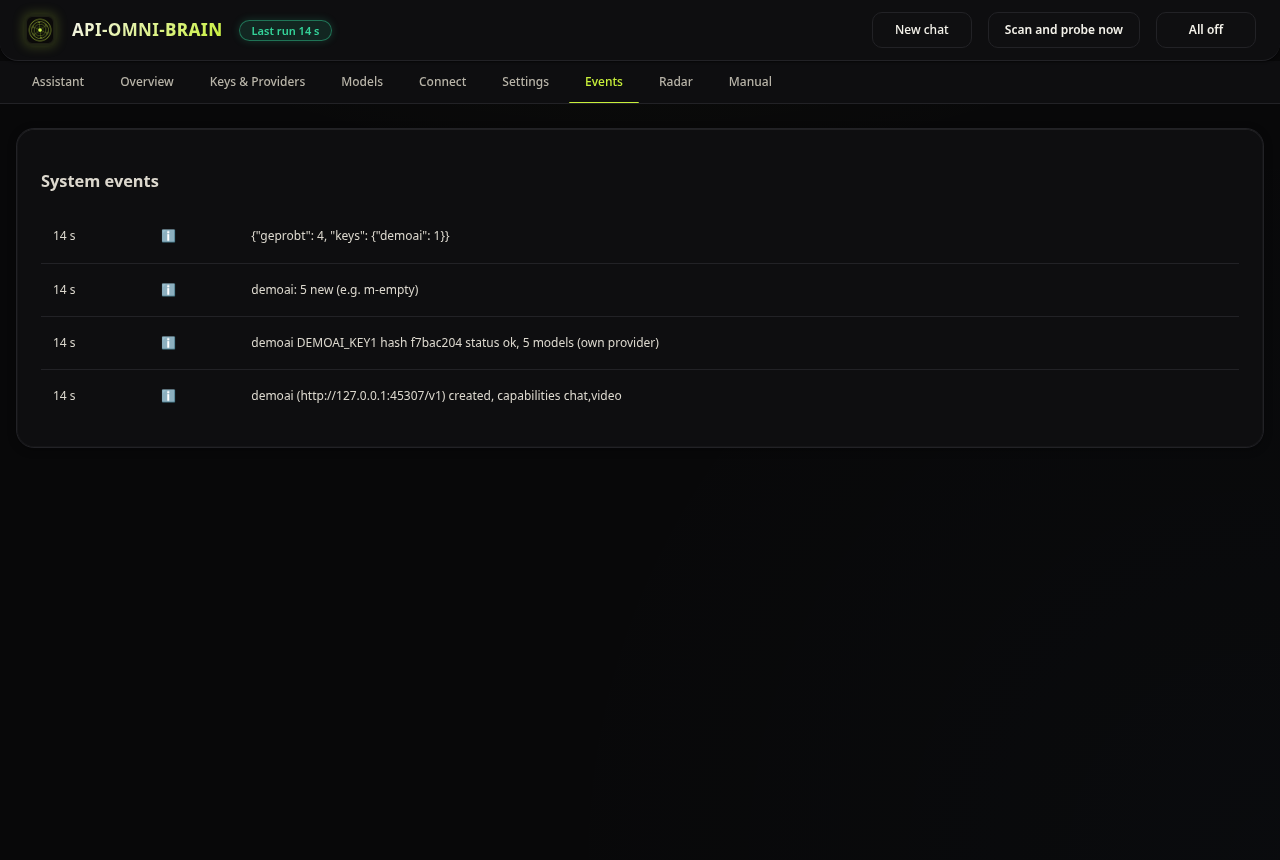 API-OMNI-BRAIN
Last run 14 s
New chat
Scan and probe now
All off
Assistant
Overview
Keys & Providers
Models
Connect
Settings
Events
Radar
Manual
System events
14 s ℹ️ {"geprobt": 4, "keys": {"demoai": 1}}
14 s ℹ️ demoai: 5 new (e.g. m-empty)
14 s ℹ️ demoai DEMOAI_KEY1 hash f7bac204 status ok, 5 models (own provider)
14 s ℹ️ demoai (http://127.0.0.1:45307/v1) created, capabilities chat,video